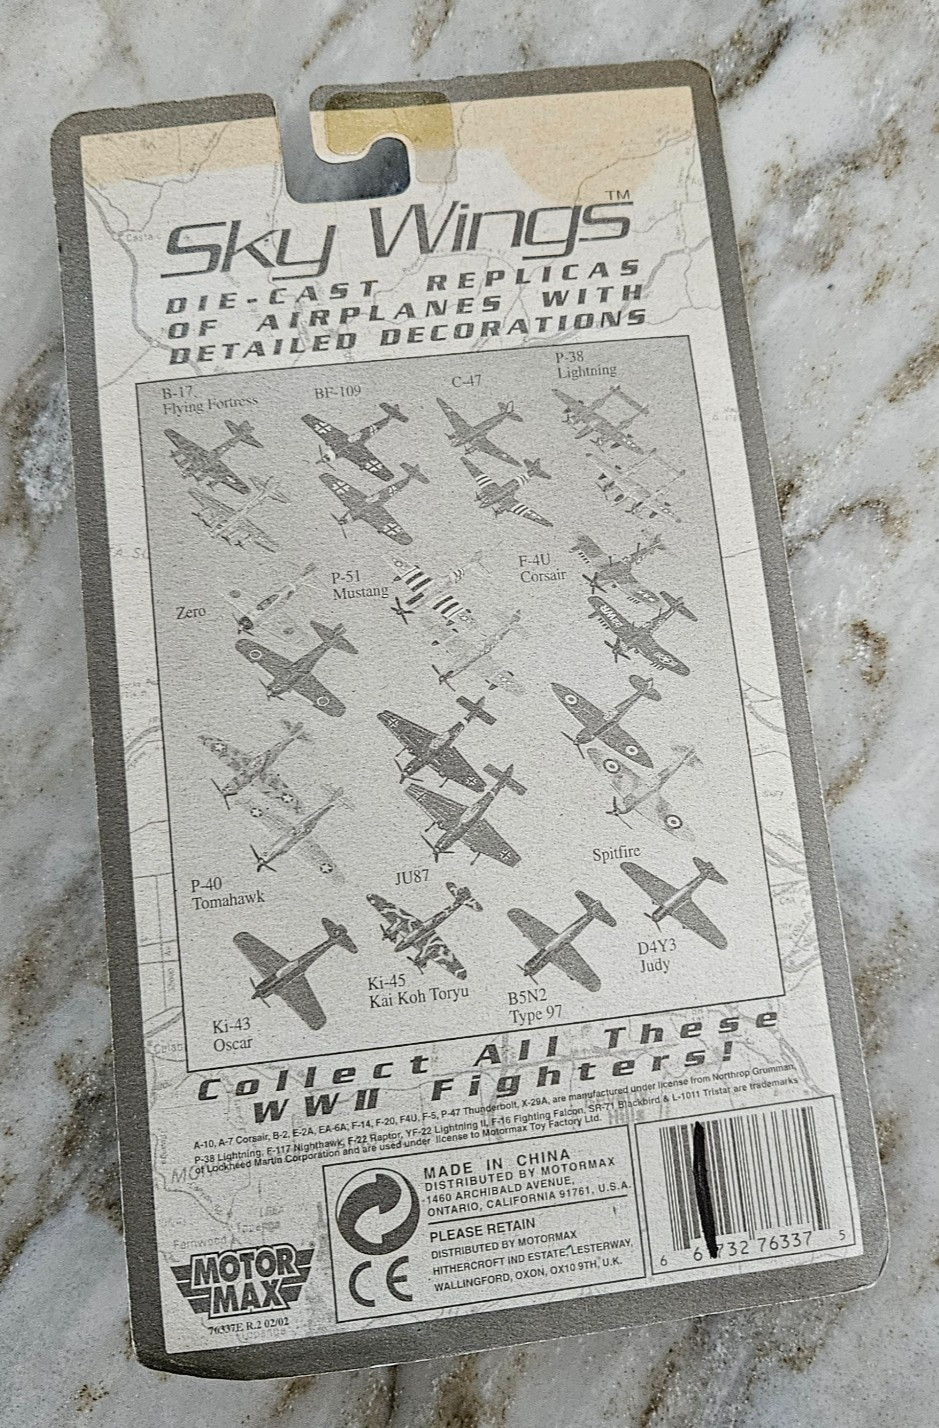 Sky Wings™
DIE-CAST REPLICAS
OF AIRPLANES WITH
DETAILED DECORATIONS
B-17
Flying Fortress
BF-109
C-47
P-38
Lightning
Zero
P-51
Mustang
F-4U
Corsair
P-40
Tomahawk
JU87
Spitfire
Ki-43
Oscar
Ki-45
Kai Koh Toryu
B5N2
Type 97
D4Y3
Judy
Collect All These
WWII Fighters!
A-10, A-7 Corsair, B-2, E-2A, EA-6A, F-14, F-20, F4U, F-5, P-47 Thunderbolt, X-29A, are manufactured under license from Northrop Grumman,
P-38 Lightning, F-117 Nighthawk, F-22 Raptor, YF-22 Lightning II, F-16 Fighting Falcon, SR-71 Blackbird & L-1011 Tristar are trademarks
of Lockheed Martin Corporation and are used under license to Motormax Toy Factory Ltd.
MADE IN CHINA
DISTRIBUTED BY MOTORMAX
1460 ARCHIBALD AVENUE,
ONTARIO, CALIFORNIA 91761, U.S.A.
PLEASE RETAIN
DISTRIBUTED BY MOTORMAX
HITHERCROFT IND ESTATE, LESTERWAY,
WALLINGFORD, OXON, OX10 9TH, U.K.
CE
MOTOR
MAX
76337E R.2 02/02
6 732 76337 5